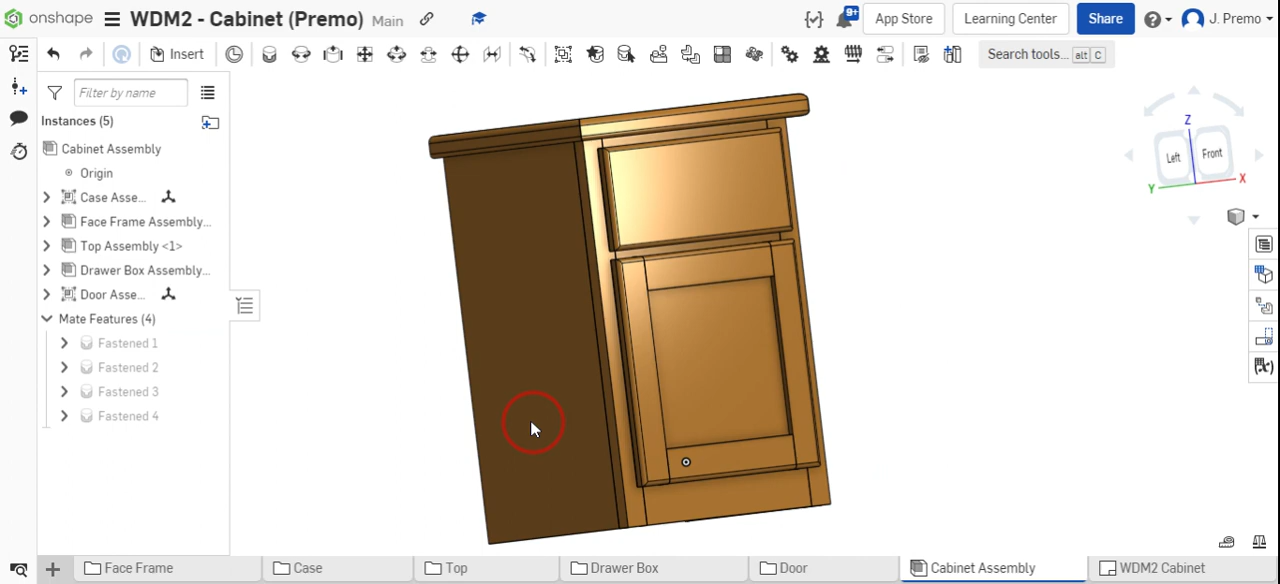 onshape WDM2 - Cabinet (Premo) Main 9+ App Store Learning Center Share J. Premo
Insert Search tools... alt C
Filter by name
Instances (5)
Cabinet Assembly
Origin
Case Asse...
Face Frame Assembly...
Top Assembly <1>
Drawer Box Assembly...
Door Asse...
Mate Features (4)
Fastened 1
Fastened 2
Fastened 3
Fastened 4
Z
Left Front
Y X
Face Frame Case Top Drawer Box Door Cabinet Assembly WDM2 Cabinet